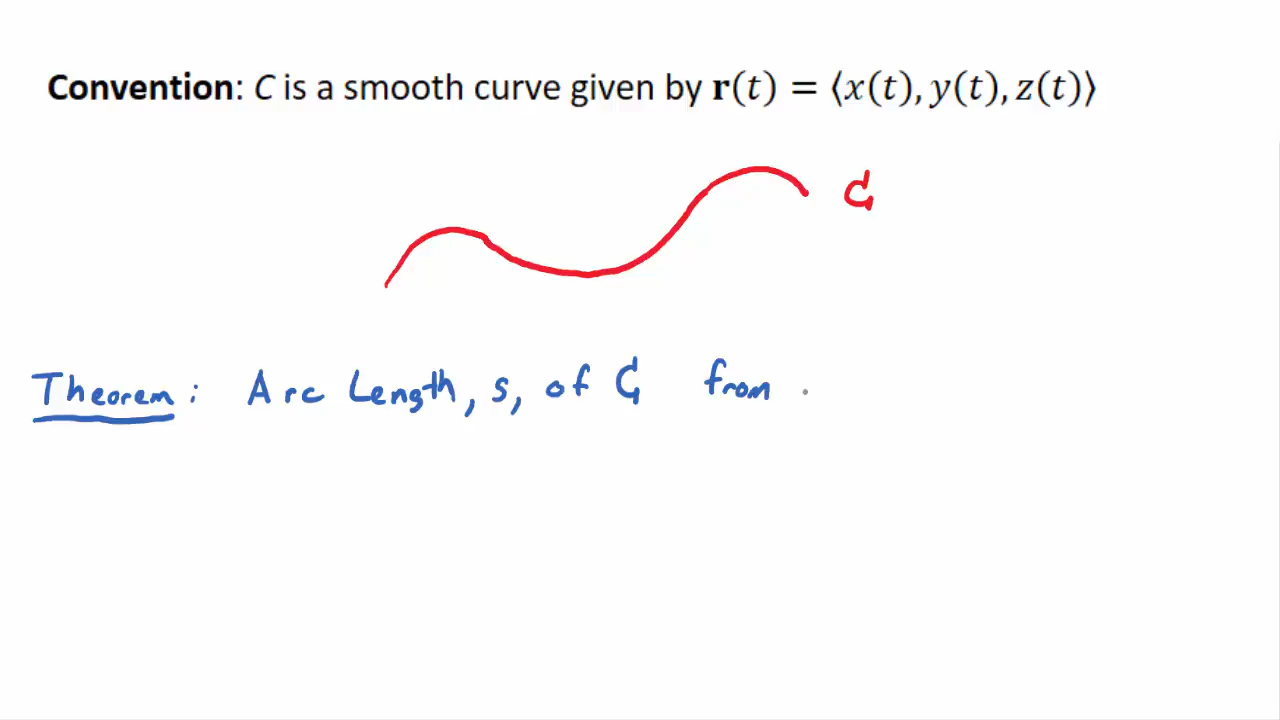 Convention: C is a smooth curve given by r(t) = ⟨x(t), y(t), z(t)⟩
C
Theorem: Arc Length, s, of C from